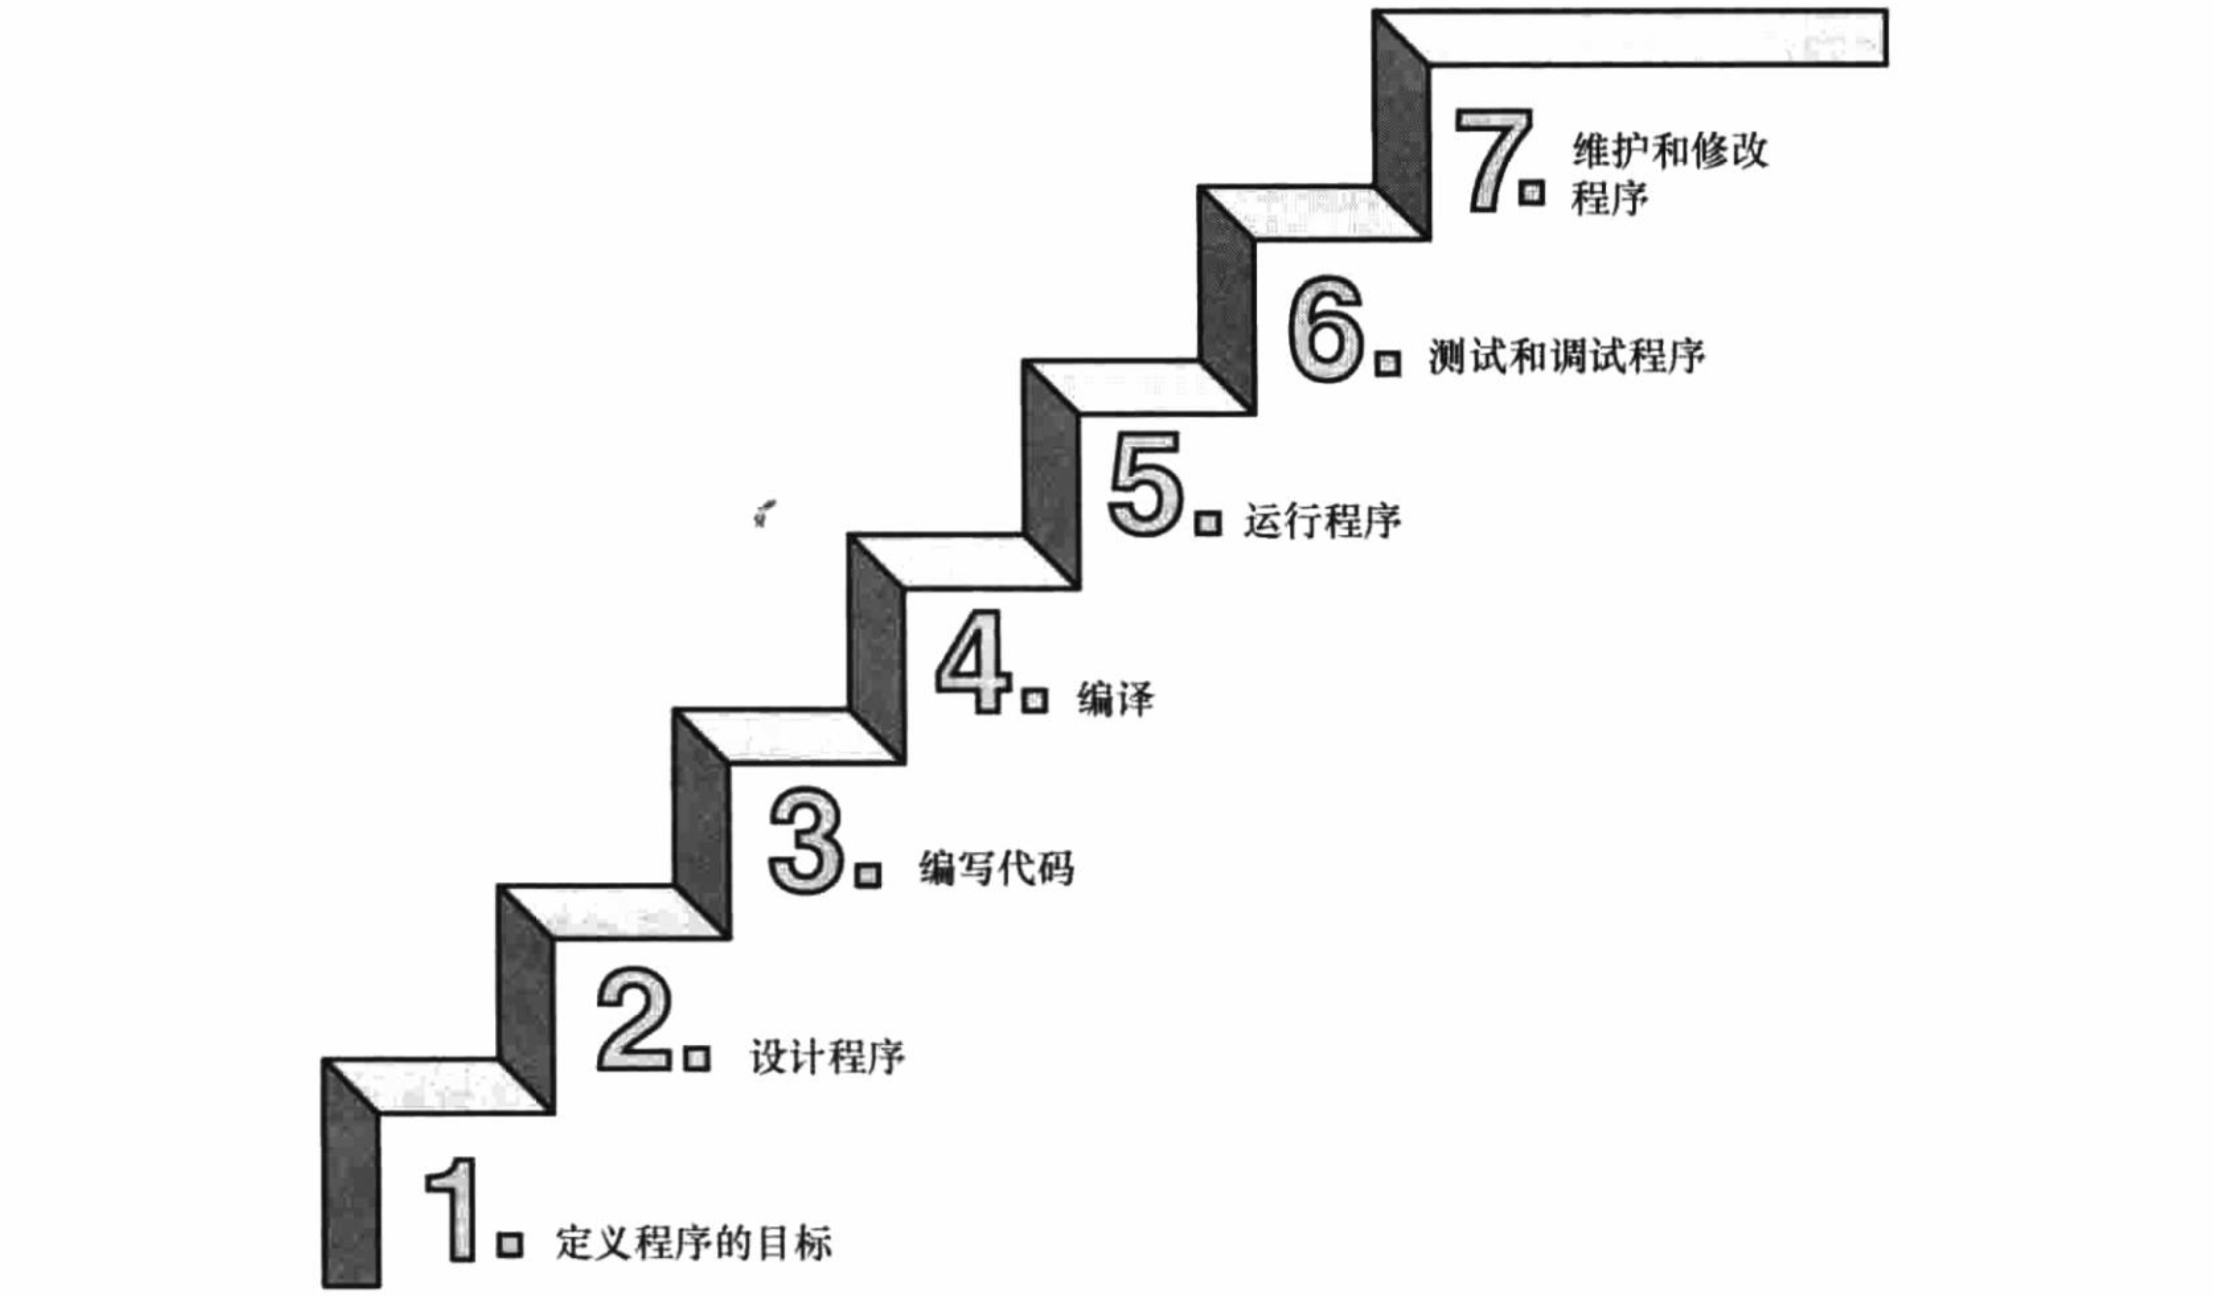 7. 维护和修改
程序
6. 测试和调试程序
5. 运行程序
4. 编译
3. 编写代码
2. 设计程序
1. 定义程序的目标